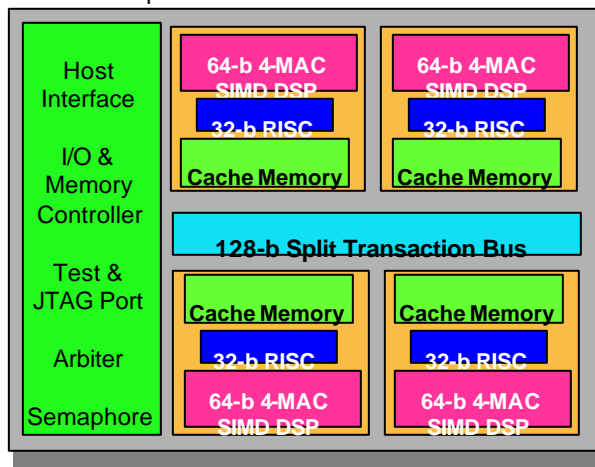 Host
Interface
I/O &
Memory
Controller
Test &
JTAG Port
Arbiter
Semaphore
64-b 4-MAC
SIMD DSP
32-b RISC
Cache Memory
64-b 4-MAC
SIMD DSP
32-b RISC
Cache Memory
128-b Split Transaction Bus
Cache Memory
32-b RISC
64-b 4-MAC
SIMD DSP
Cache Memory
32-b RISC
64-b 4-MAC
SIMD DSP